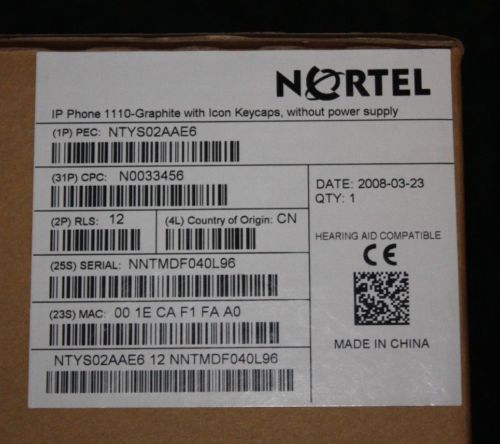 NORTEL
IP Phone 1110-Graphite with Icon Keycaps, without power supply
(1P) PEC: NTYS02AAE6
(31P) CPC: N0033456
(2P) RLS: 12
(4L) Country of Origin: CN
(25S) SERIAL: NNTMDF040L96
(23S) MAC: 00 1E CA F1 FA A0
NTYS02AAE6 12 NNTMDF040L96
DATE: 2008-03-23
QTY: 1
HEARING AID COMPATIBLE
CE
MADE IN CHINA